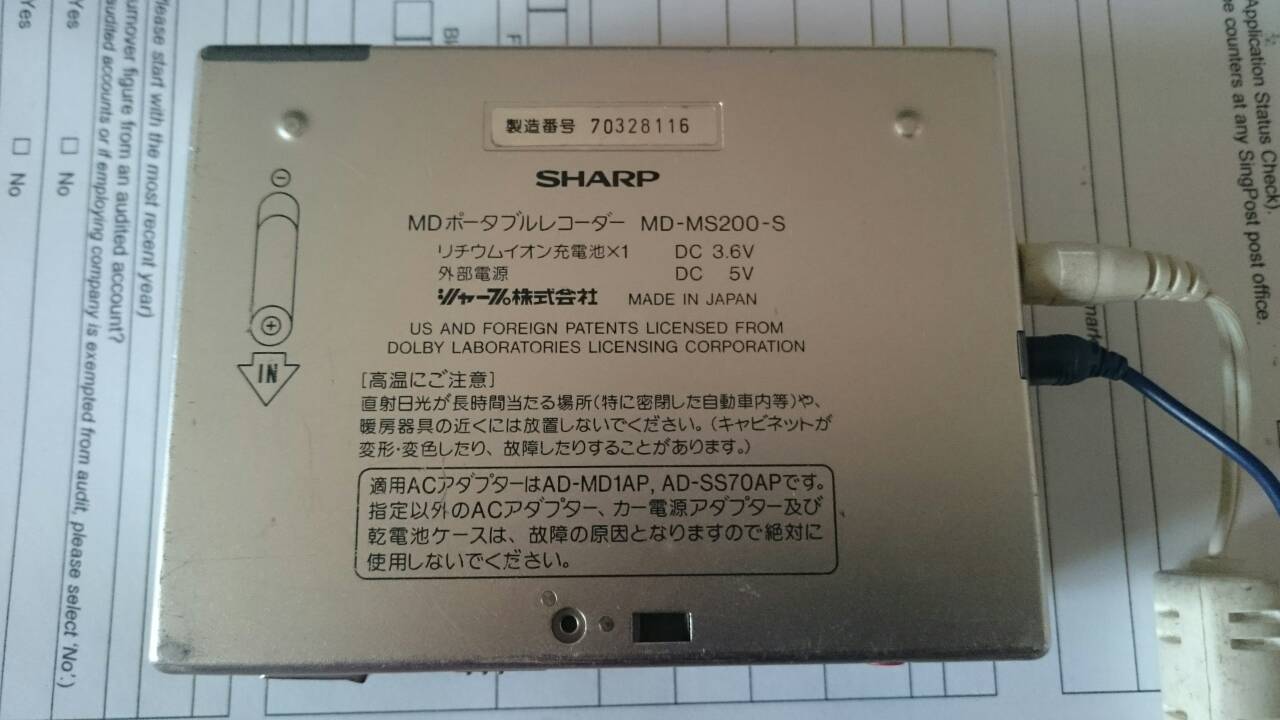 製造番号 70328116
SHARP
MDポータブルレコーダー MD-MS200-S
リチウムイオン充電池×1 DC 3.6V
外部電源 DC 5V
シャープ株式会社 MADE IN JAPAN
US AND FOREIGN PATENTS LICENSED FROM
DOLBY LABORATORIES LICENSING CORPORATION
[高温にご注意]
直射日光が長時間当たる場所(特に密閉した自動車内等)や、
暖房器具の近くには放置しないでください。(キャビネットが
変形・変色したり、故障したりすることがあります。)
適用ACアダプターはAD-MD1AP, AD-SS70APです。
指定以外のACアダプター、カー電源アダプター及び
乾電池ケースは、故障の原因となりますので絶対に
使用しないでください。
⊖
⊕
IN
lease start with the most recent year)
urnover figure from an audited account?
audited accounts or if employing company is exempted from audit, please select 'No'.)
Yes □ No
Yes □ No
Application Status Check).
e counters at any SingPost post office.